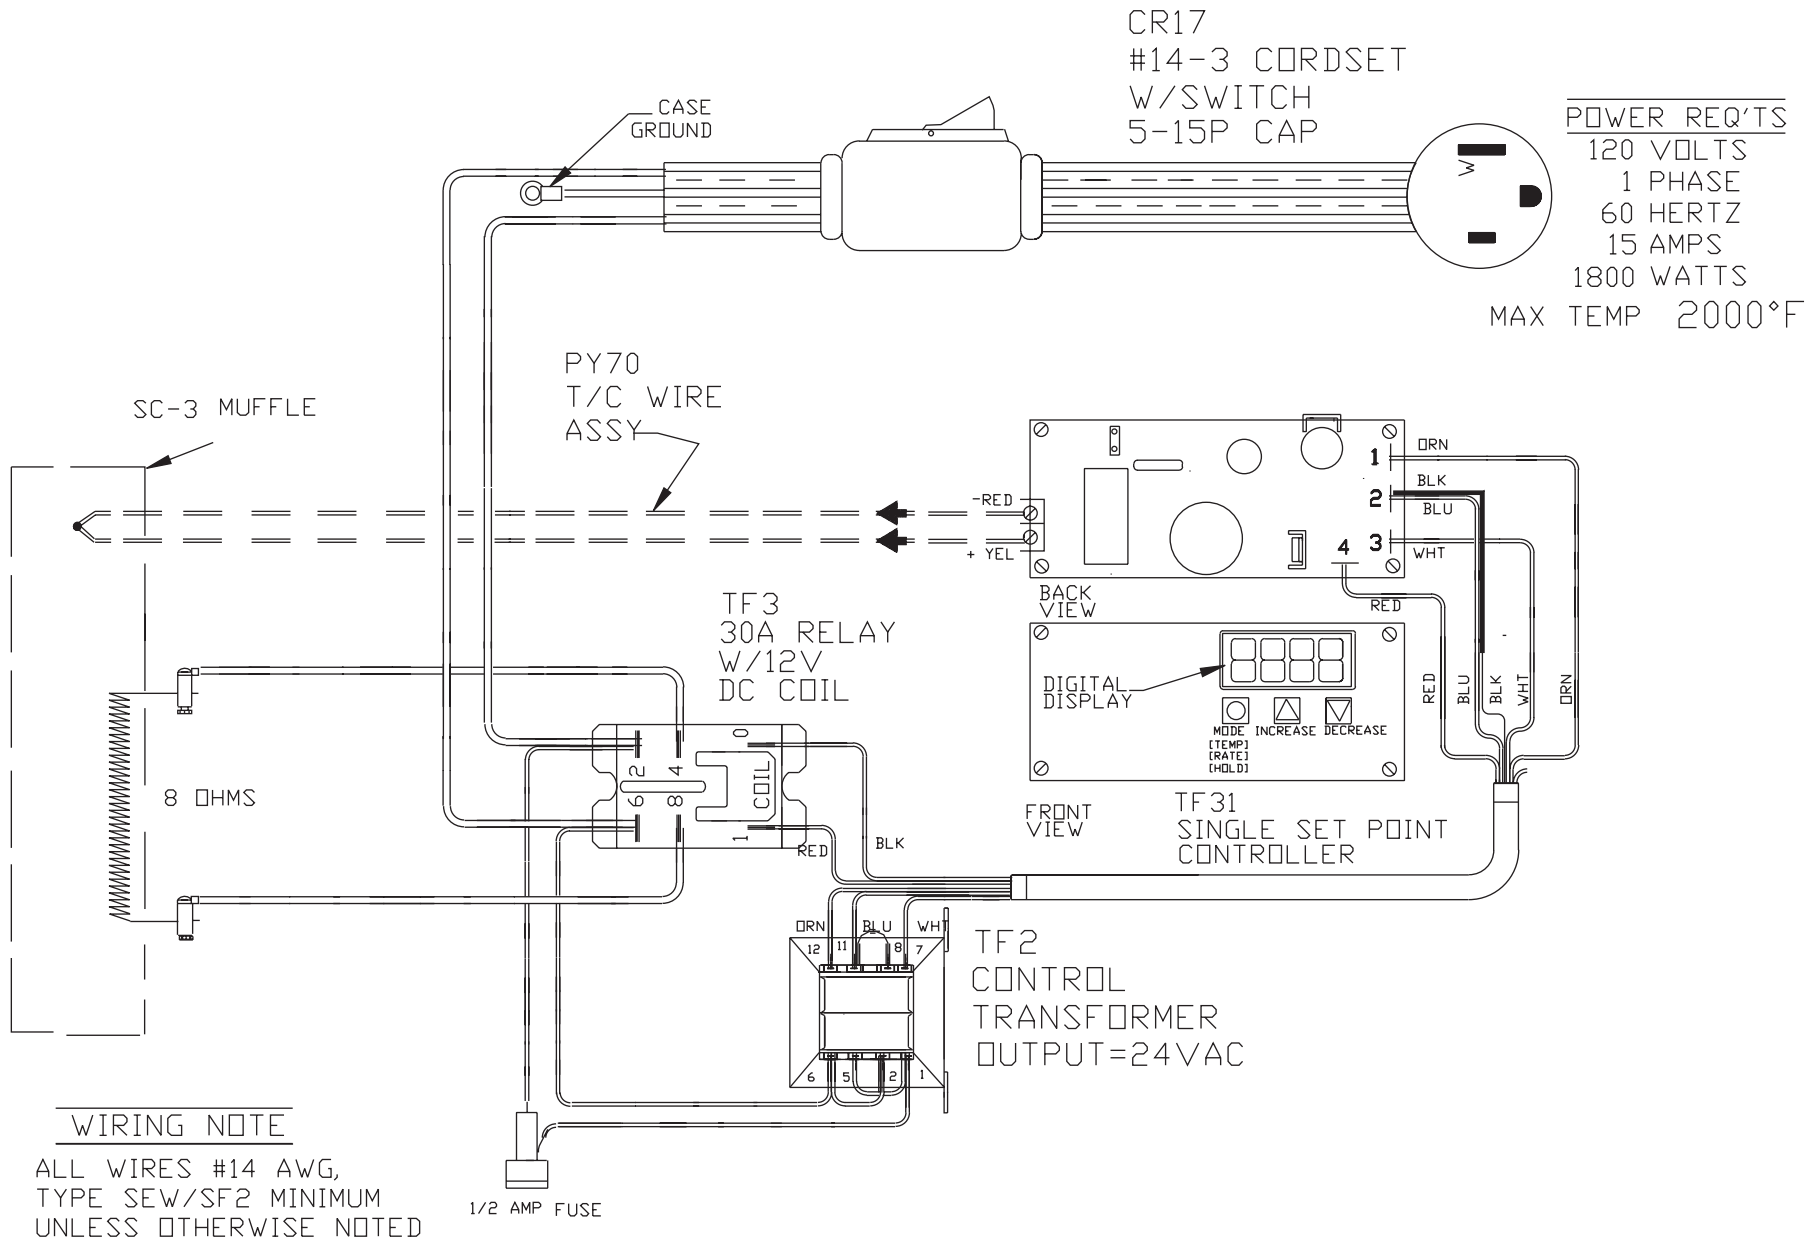 CR17
#14-3 CORDSET
W/SWITCH
5-15P CAP
CASE
GROUND
W
POWER REQ'TS
120 VOLTS
1 PHASE
60 HERTZ
15 AMPS
1800 WATTS
MAX TEMP 2000°F
PY70
T/C WIRE
ASSY
SC-3 MUFFLE
-RED
+ YEL
1
2
3
4
ORN
BLK
BLU
WHT
RED
BACK
VIEW
TF3
30A RELAY
W/12V
DC COIL
DIGITAL
DISPLAY
MODE INCREASE DECREASE
[TEMP]
[RATE]
[HOLD]
RED
BLU
BLK
WHT
ORN
FRONT
VIEW
TF31
SINGLE SET POINT
CONTROLLER
8 OHMS
2
4
6
8
0
1
COIL
RED
BLK
ORN
BLU
WHT
12
11
8
7
6
5
2
1
TF2
CONTROL
TRANSFORMER
OUTPUT=24VAC
WIRING NOTE
ALL WIRES #14 AWG,
TYPE SEW/SF2 MINIMUM
UNLESS OTHERWISE NOTED
1/2 AMP FUSE